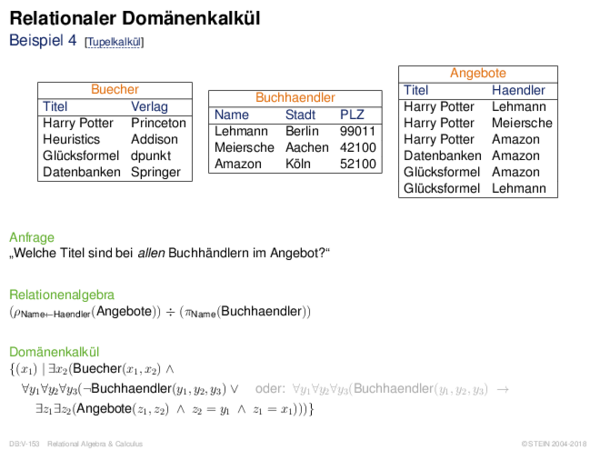 Relationaler Domänenkalkül
Beispiel 4 [Tupelkalkül]
Buecher
Titel Verlag
Harry Potter Princeton
Heuristics Addison
Glücksformel dpunkt
Datenbanken Springer
Buchhaendler
Name Stadt PLZ
Lehmann Berlin 99011
Meiersche Aachen 42100
Amazon Köln 52100
Angebote
Titel Haendler
Harry Potter Lehmann
Harry Potter Meiersche
Harry Potter Amazon
Datenbanken Amazon
Glücksformel Amazon
Glücksformel Lehmann
Anfrage
„Welche Titel sind bei allen Buchhändlern im Angebot?“
Relationenalgebra
(ρName←Haendler(Angebote)) ÷ (πName(Buchhaendler))
Domänenkalkül
{(x₁) | ∃x₂(Buecher(x₁, x₂) ∧
∀y₁∀y₂∀y₃(¬Buchhaendler(y₁, y₂, y₃) ∨ oder: ∀y₁∀y₂∀y₃(Buchhaendler(y₁, y₂, y₃) →
∃z₁∃z₂(Angebote(z₁, z₂) ∧ z₂ = y₁ ∧ z₁ = x₁)))}
DB:V-153 Relational Algebra & Calculus ©STEIN 2004-2018